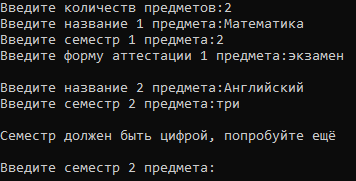 Введите количеств предметов:2
Введите название 1 предмета:Математика
Введите семестр 1 предмета:2
Введите форму аттестации 1 предмета:экзамен
Введите название 2 предмета:Английский
Введите семестр 2 предмета:три
Семестр должен быть цифрой, попробуйте ещё
Введите семестр 2 предмета: